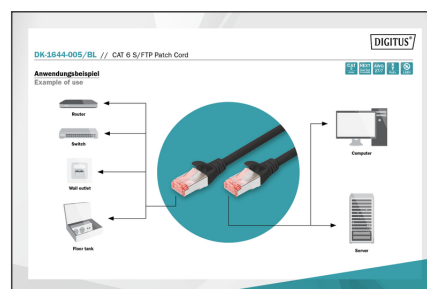 DIGITUS®
DK-1644-005/BL // CAT 6 S/FTP Patch Cord
Anwendungsbeispiel
Example of use
Router
Switch
Wall outlet
Floor tank
Computer
Server